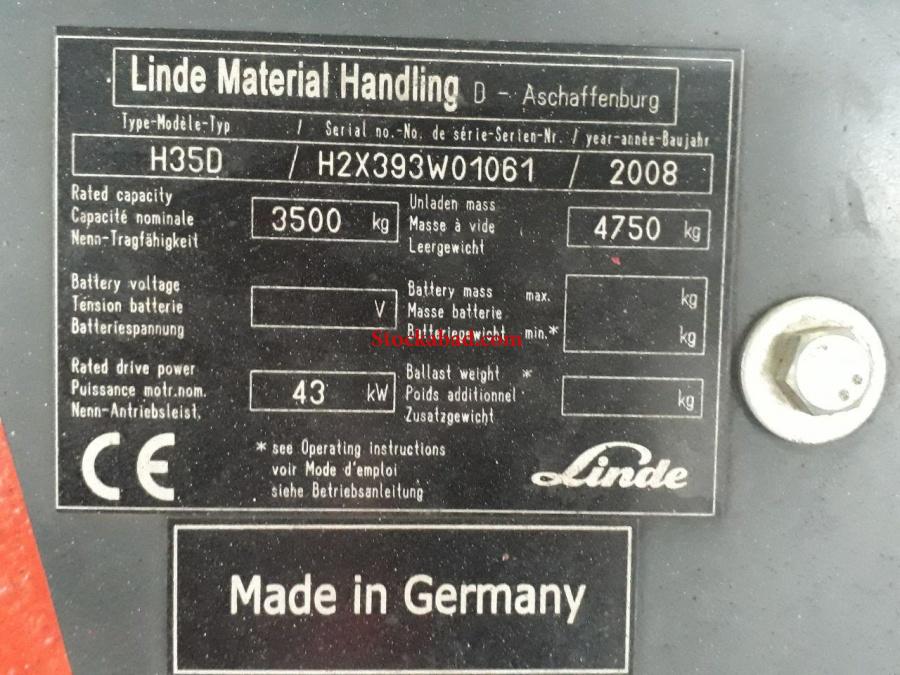 Linde Material Handling D - Aschaffenburg
Type-Modèle-Typ / Serial no.-No. de série-Serien-Nr. / year-année-Baujahr
H35D / H2X393W01061 / 2008
Rated capacity
Capacité nominale
Nenn-Tragfähigkeit
3500 kg
Unladen mass
Masse à vide
Leergewicht
4750 kg
Battery voltage
Tension batterie
Batteriespannung
V
Battery mass max.
Masse batterie
Batteriegewicht min.*
kg
kg
Stockabad.com
Rated drive power
Puissance motr.nom.
Nenn-Antriebsleist.
43 kW
Ballast weight *
Poids additionnel
Zusatzgewicht
kg
CE
* see Operating instructions
voir Mode d'emploi
siehe Betriebsanleitung
Linde
Made in Germany